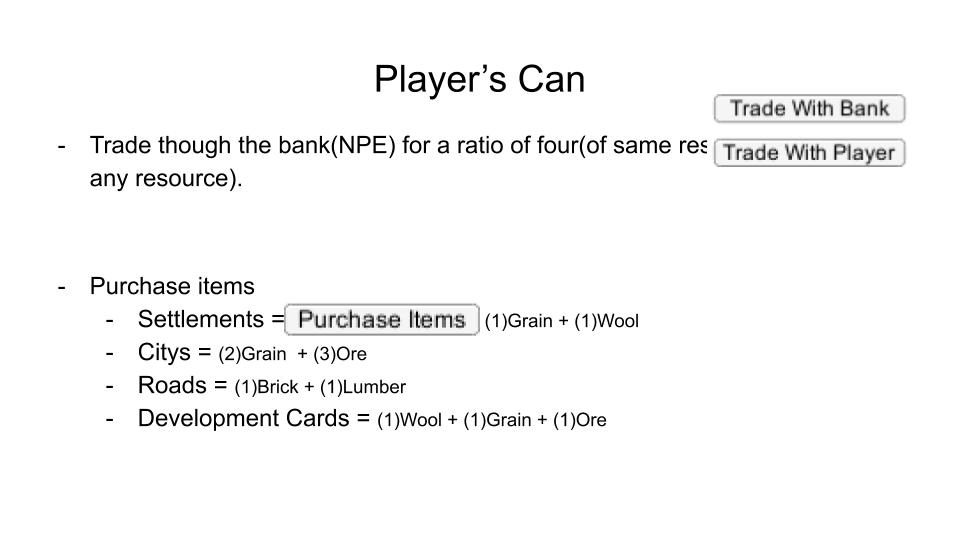 Player’s Can
Trade With Bank
- Trade though the bank(NPE) for a ratio of four(of same res
Trade With Player
any resource).
- Purchase items
- Settlements = Purchase Items (1)Grain + (1)Wool
- Citys = (2)Grain + (3)Ore
- Roads = (1)Brick + (1)Lumber
- Development Cards = (1)Wool + (1)Grain + (1)Ore